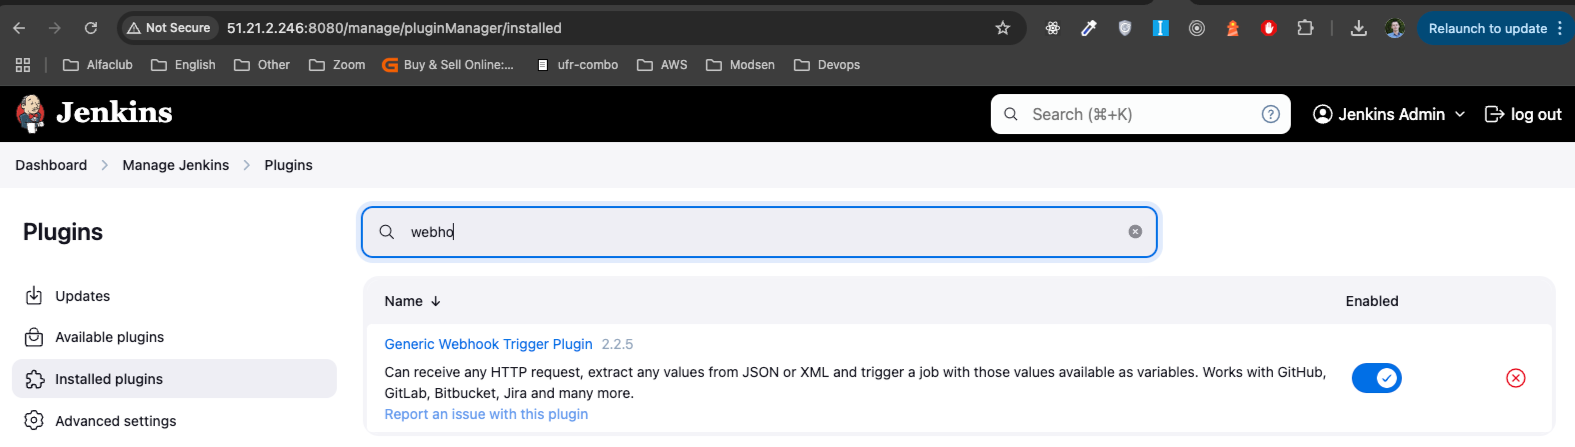 Not Secure 51.21.2.246:8080/manage/pluginManager/installed Relaunch to update
Alfaclub English Other Zoom Buy & Sell Online:... ufr-combo AWS Modsen Devops
Jenkins Search (⌘+K) ? Jenkins Admin log out
Dashboard Manage Jenkins Plugins
Plugins
webho
Updates
Available plugins
Installed plugins
Advanced settings
Name ↓ Enabled
Generic Webhook Trigger Plugin 2.2.5
Can receive any HTTP request, extract any values from JSON or XML and trigger a job with those values available as variables. Works with GitHub,
GitLab, Bitbucket, Jira and many more.
Report an issue with this plugin